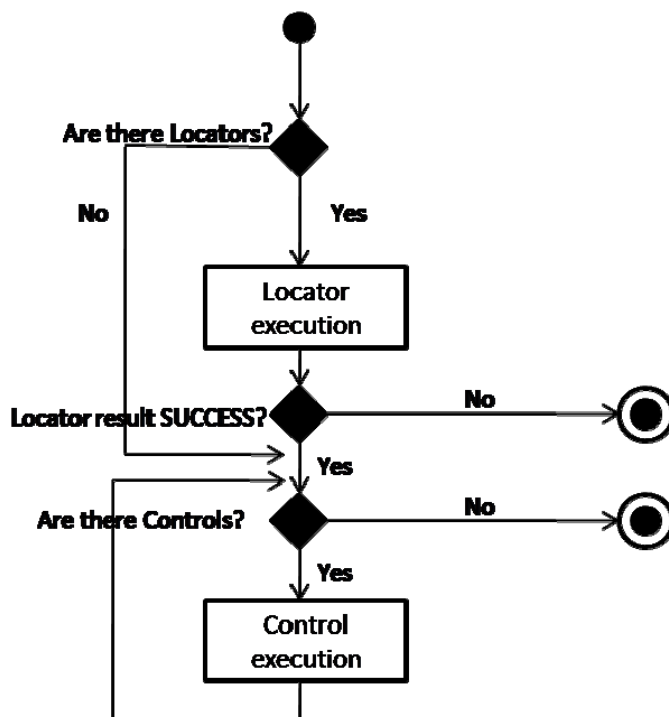 Are there Locators?
No
Yes
Locator
execution
No
Locator result SUCCESS?
Yes
No
Are there Controls?
Yes
Control
execution